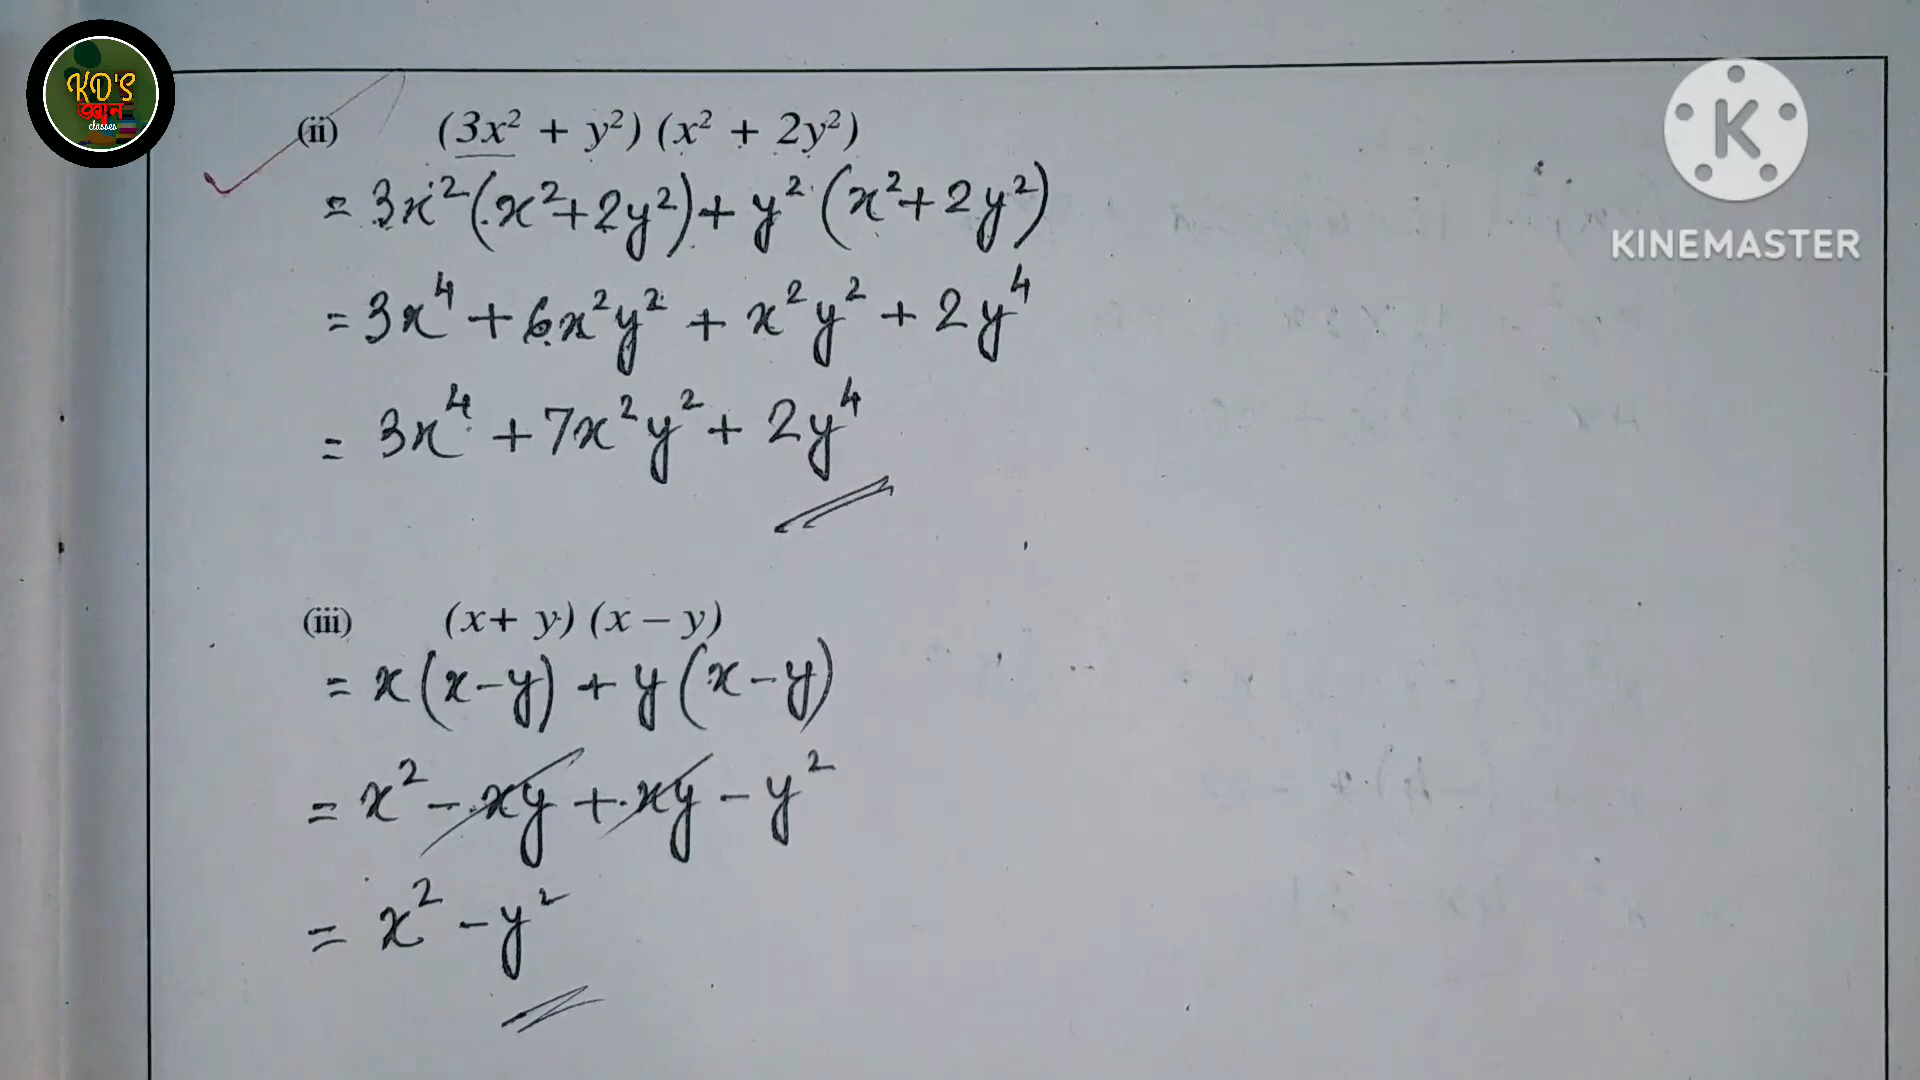 KD'S
জ্ঞান
classes
K
KINEMASTER
(ii) (3x² + y²) (x² + 2y²)
= 3x²(x²+2y²)+ y² (x²+2y²)
= 3x⁴ + 6x²y² + x²y² + 2y⁴
= 3x⁴ + 7x²y² + 2y⁴
(iii) (x+ y) (x – y)
= x(x-y) + y(x-y)
= x² - xy + xy - y²
= x² - y²